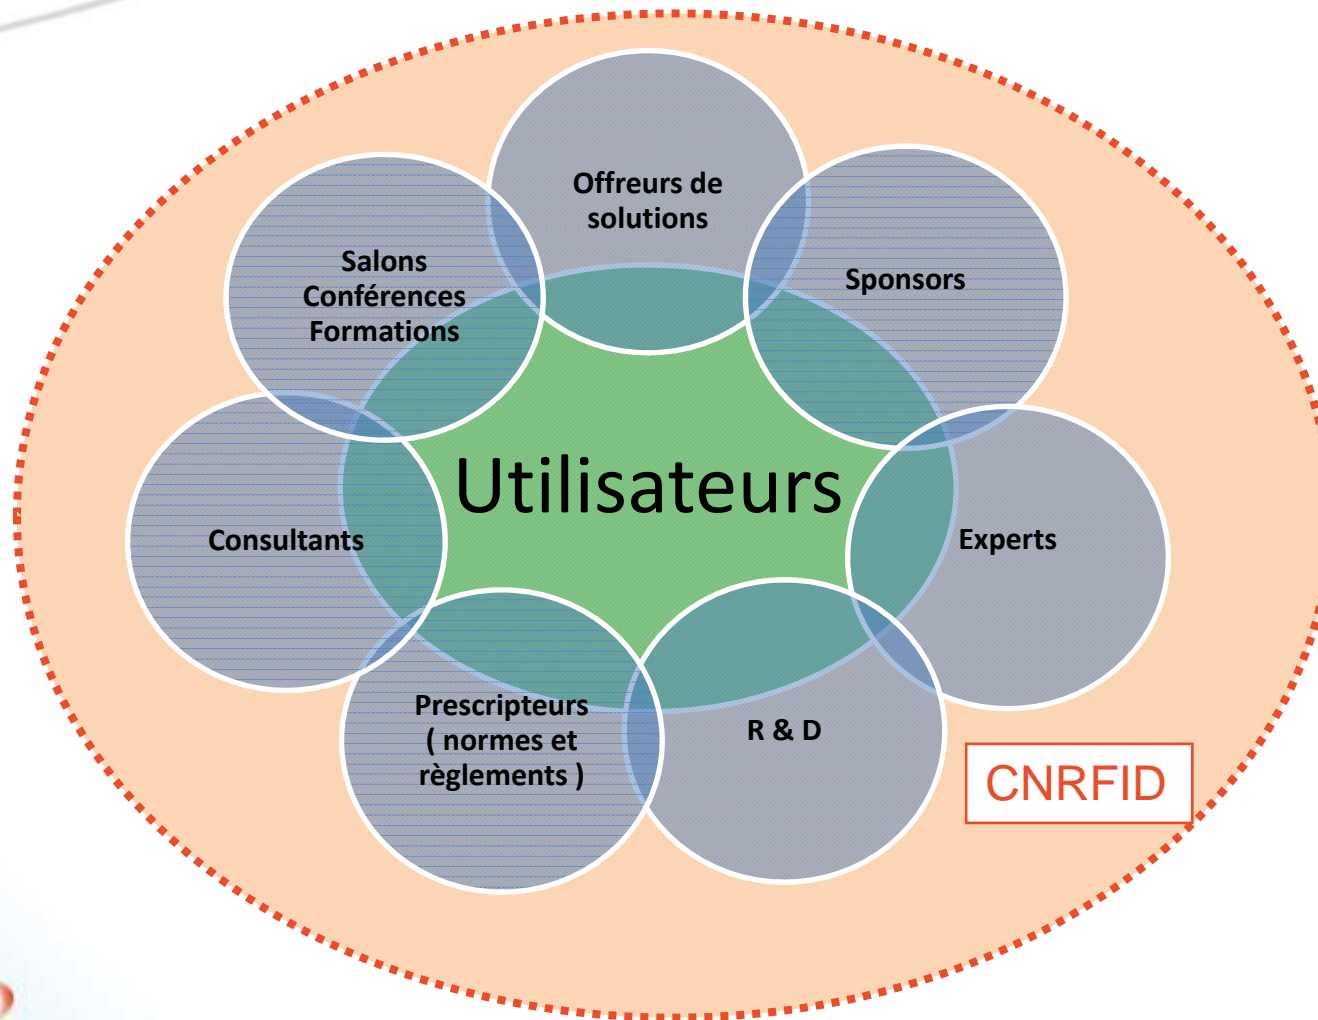 Offreurs de
solutions
Salons
Conférences
Formations
Sponsors
Utilisateurs
Consultants
Experts
Prescripteurs
( normes et
règlements )
R & D
CNRFID